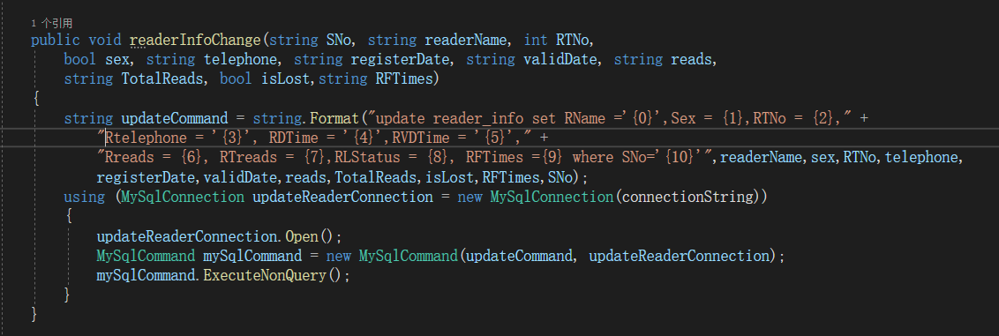 1 个引用
public void readerInfoChange(string SNo, string readerName, int RTNo,
bool sex, string telephone, string registerDate, string validDate, string reads,
string TotalReads, bool isLost,string RFTimes)
{
string updateCommand = string.Format("update reader_info set RName ='{0}',Sex = {1},RTNo = {2}," +
"Rtelephone = '{3}', RDTime = '{4}',RVDTime = '{5}'," +
"Rreads = {6}, RTreads = {7},RLStatus = {8}, RFTimes ={9} where SNo='{10}'",readerName,sex,RTNo,telephone,
registerDate,validDate,reads,TotalReads,isLost,RFTimes,SNo);
using (MySqlConnection updateReaderConnection = new MySqlConnection(connectionString))
{
updateReaderConnection.Open();
MySqlCommand mySqlCommand = new MySqlCommand(updateCommand, updateReaderConnection);
mySqlCommand.ExecuteNonQuery();
}
}